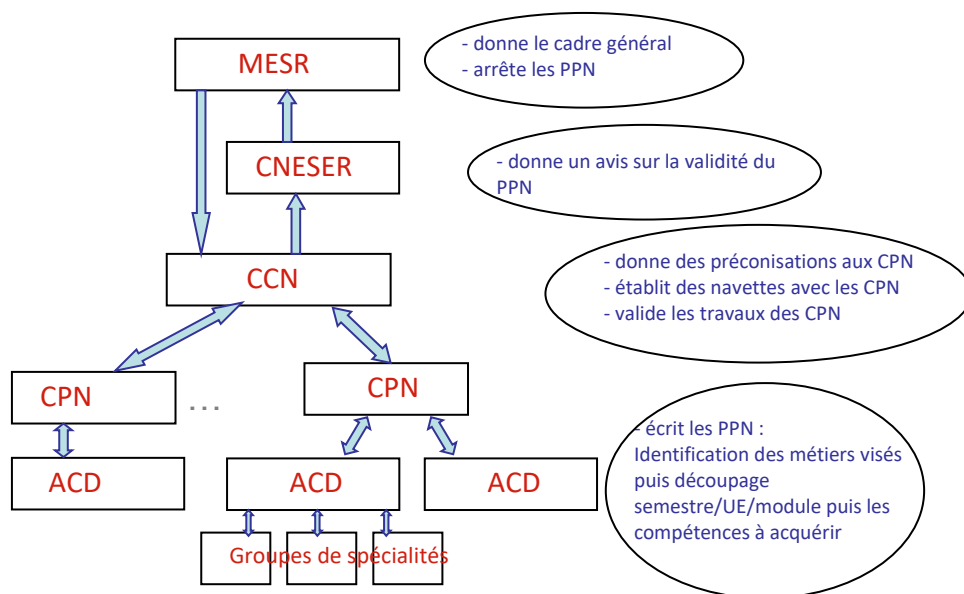 MESR
- donne le cadre général
- arrête les PPN
CNESER
- donne un avis sur la validité du
PPN
CCN
- donne des préconisations aux CPN
- établit des navettes avec les CPN
- valide les travaux des CPN
CPN
...
CPN
- écrit les PPN :
Identification des métiers visés
puis découpage
semestre/UE/module puis les
compétences à acquérir
ACD
ACD
ACD
Groupes de spécialités